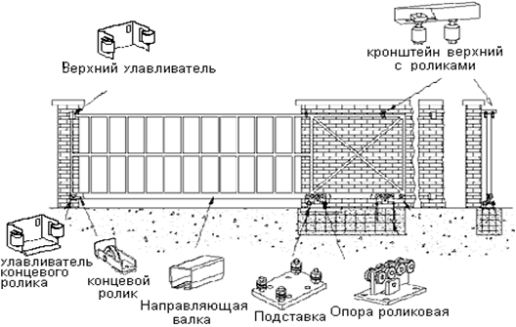 Верхний улавливатель
кронштейн верхний
с роликами
улавливатель
концевого
ролика
концевой
ролик
Направляющая
балка
Подставка
Опора роликовая